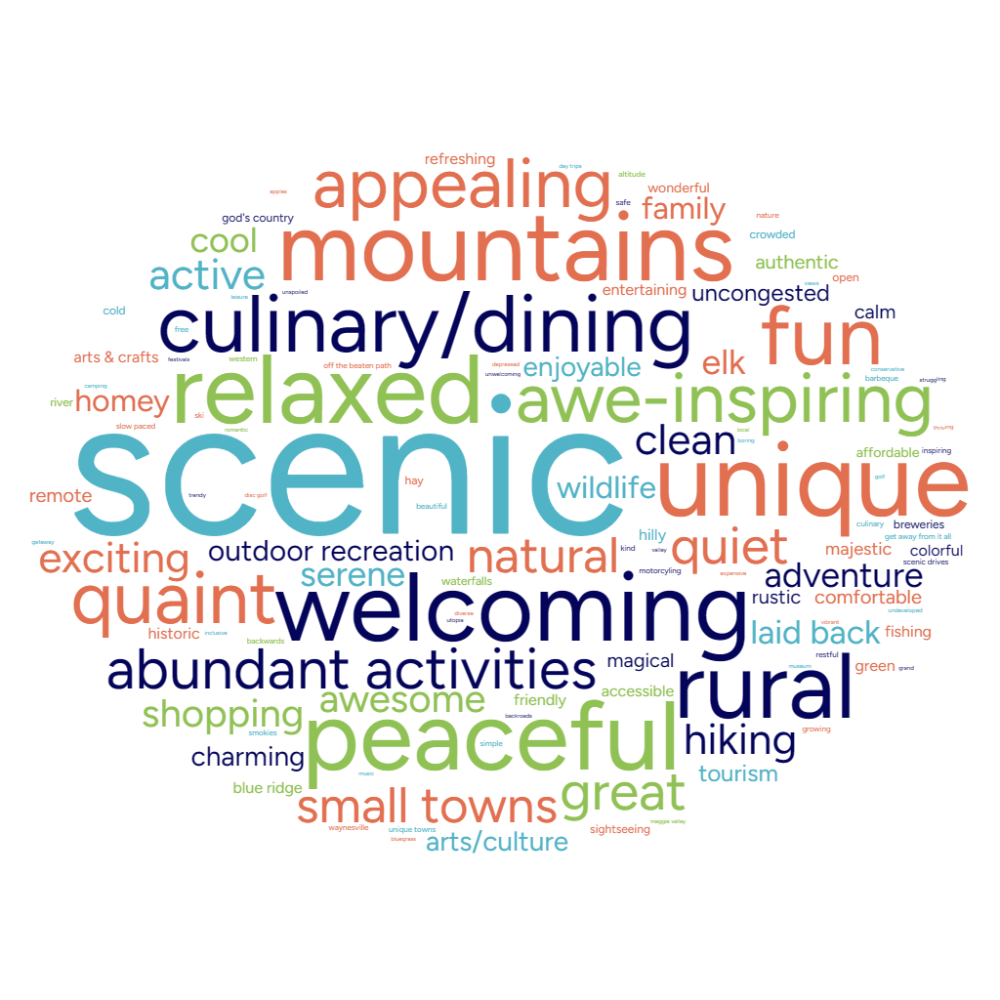 refreshing
day trips
appealing
altitude
apples
wonderful
safe
family
god's country
nature
cool
mountains
crowded
authentic
active
open
views
leisure
unspoiled
entertaining
uncongested
cold
culinary/dining
fun
calm
free
arts & crafts
festivals
western
off the beaten path
depressed
unwelcoming
enjoyable
elk
conservative
barbeque
struggling
camping
relaxed
awe-inspiring
river
homey
ski
slow paced
romantic
local
thriving
scenic
clean
boring
affordable
inspiring
hay
wildlife
unique
golf
remote
trendy
disc golf
beautiful
culinary
breweries
getaway
hilly
quiet
get away from it all
exciting
outdoor recreation
natural
kind
valley
majestic
colorful
scenic drives
serene
motorcyling
expansive
adventure
waterfalls
quaint
welcoming
rustic
comfortable
diverse
utopia
undeveloped
vibrant
historic
inclusive
backwards
laid back
fishing
abundant activities
magical
restful
museum
green
grand
rural
accessible
shopping
awesome
friendly
backroads
smokies
peaceful
simple
hiking
growing
charming
music
tourism
blue ridge
small towns
great
maggie valley
waynesville
unique towns
sightseeing
bluegrass
arts/culture